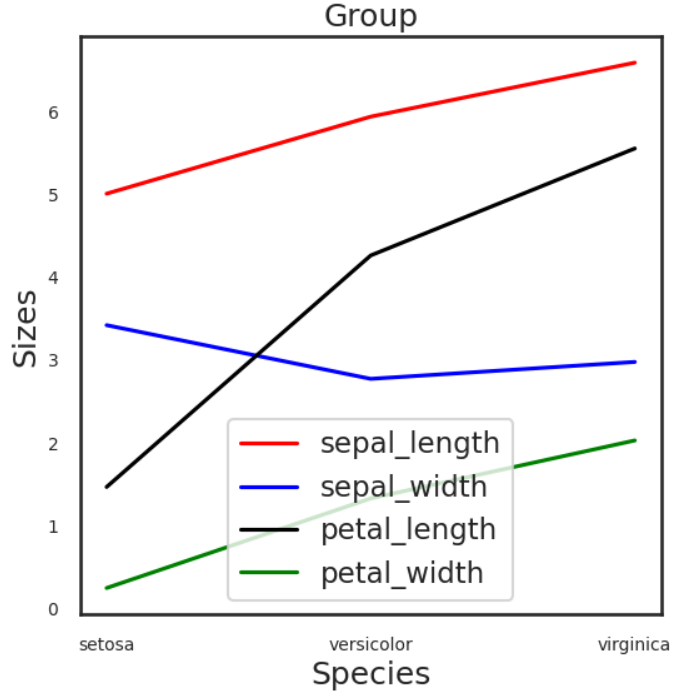 Group
6
5
4
3
2
1
0
Sizes
sepal_length
sepal_width
petal_length
petal_width
setosa versicolor virginica
Species